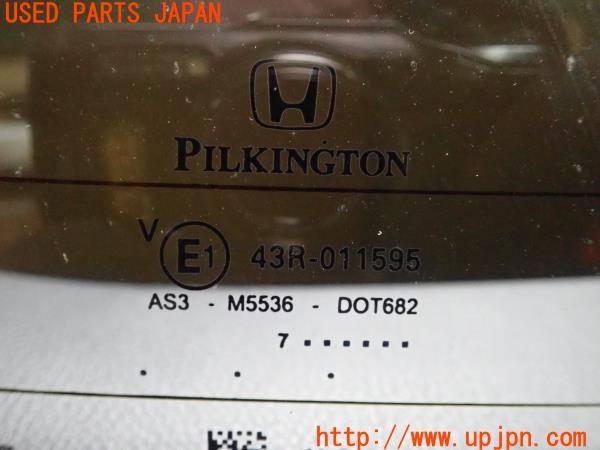 USED PARTS JAPAN
PILKINGTON
V E1 43R-011595
AS3 - M5536 - DOT682
7 ••••••
• • •
http://www.upjpn.com/